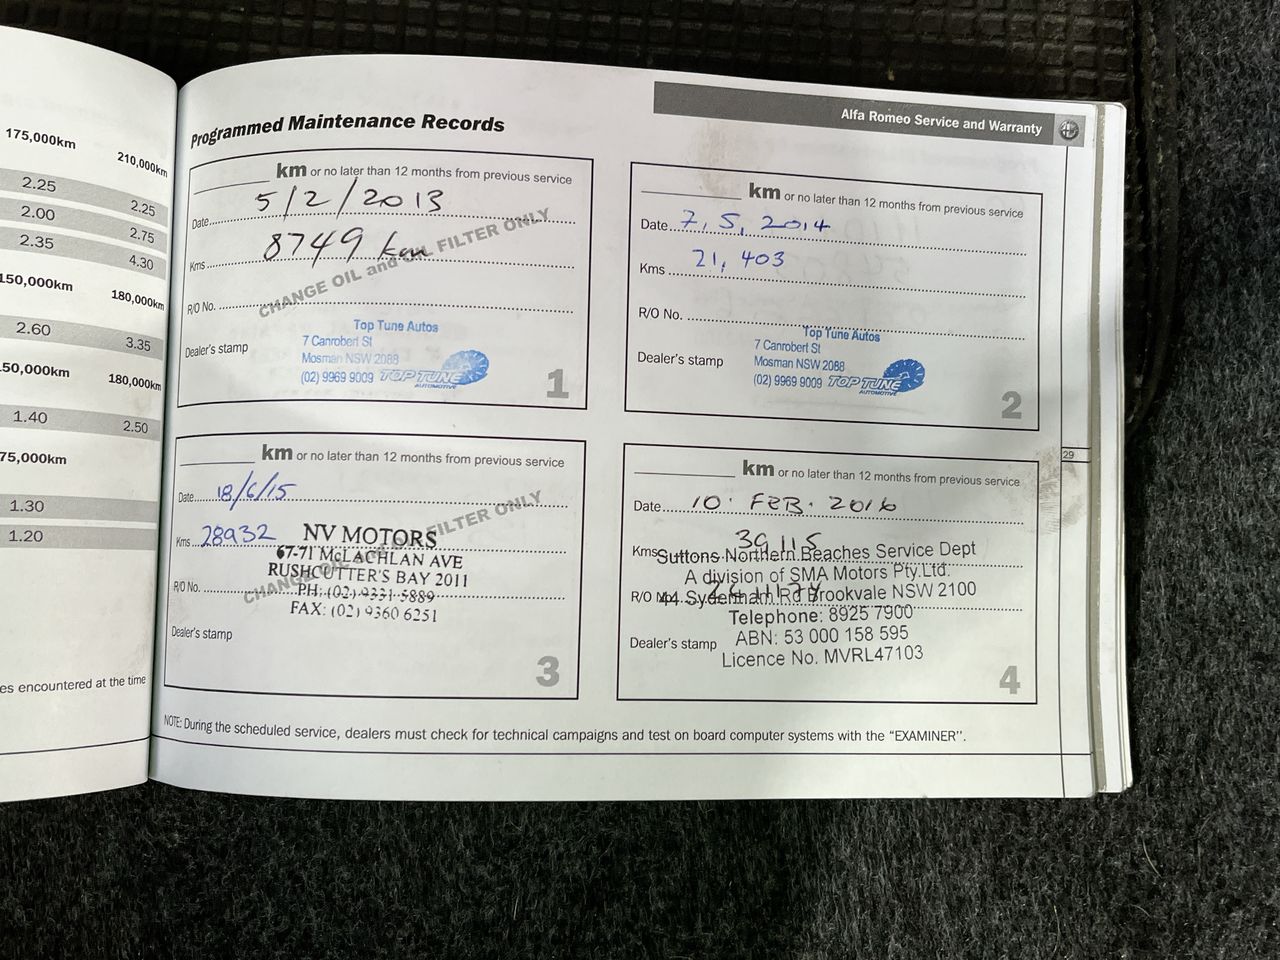 175,000km 210,000km
2.25 2.25
2.00 2.75
2.35 4.30
150,000km 180,000km
2.60 3.35
50,000km 180,000km
1.40 2.50
75,000km
1.30
1.20
es encountered at the time
Alfa Romeo Service and Warranty
Programmed Maintenance Records
km or no later than 12 months from previous service
Date 5/2/2013
Kms 8749 km
CHANGE OIL and OIL FILTER ONLY
R/O No.
Dealer's stamp
Top Tune Autos
7 Canrobert St
Mosman NSW 2088
(02) 9969 9009 TOP TUNE
AUTOMOTIVE
1
km or no later than 12 months from previous service
Date 7, 5, 2014
Kms 21, 403
R/O No.
Dealer's stamp
Top Tune Autos
7 Canrobert St
Mosman NSW 2088
(02) 9969 9009 TOP TUNE
AUTOMOTIVE
2
km or no later than 12 months from previous service
Date 18/6/15
Kms 28932
CHANGE OIL and OIL FILTER ONLY
R/O No.
Dealer's stamp
NV MOTORS
67-71 McLACHLAN AVE
RUSHCUTTER'S BAY 2011
PH: (02) 9331 5889
FAX: (02) 9360 6251
3
km or no later than 12 months from previous service
Date 10. FEB. 2016
Kms 39115
R/O No.
Dealer's stamp
Suttons Northern Beaches Service Dept
A division of SMA Motors Pty.Ltd.
44 Sydenham Rd Brookvale NSW 2100
Telephone: 8925 7900
ABN: 53 000 158 595
Licence No. MVRL47103
4
29
NOTE: During the scheduled service, dealers must check for technical campaigns and test on board computer systems with the "EXAMINER".